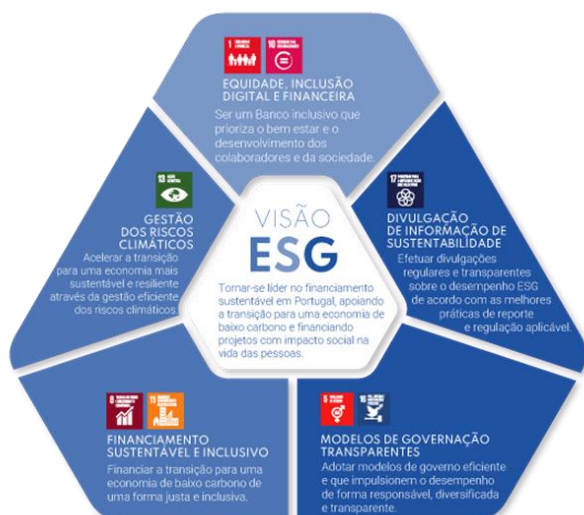 1
10
EQUIDADE, INCLUSÃO
DIGITAL E FINANCEIRA
Ser um Banco inclusivo que
prioriza o bem estar e o
desenvolvimento dos
colaboradores e da sociedade.
13
GESTÃO
DOS RISCOS
CLIMÁTICOS
Acelerar a transição
para uma economia mais
sustentável e resiliente
através da gestão eficiente
dos riscos climáticos.
VISÃO
ESG
Tornar-se líder no financiamento
sustentável em Portugal, apoiando
a transição para uma economia de
baixo carbono e financiando
projetos com impacto social na
vida das pessoas.
17
DIVULGAÇÃO
DE INFORMAÇÃO DE
SUSTENTABILIDADE
Efetuar divulgações
regulares e transparentes
sobre o desempenho ESG
de acordo com as melhores
práticas de reporte
e regulação aplicável.
8
11
FINANCIAMENTO
SUSTENTÁVEL E INCLUSIVO
Financiar a transição para uma
economia de baixo carbono de
uma forma justa e inclusiva.
5
16
MODELOS DE GOVERNAÇÃO
TRANSPARENTES
Adotar modelos de governo eficiente
e que impulsionem o desempenho
de forma responsável, diversificada
e transparente.